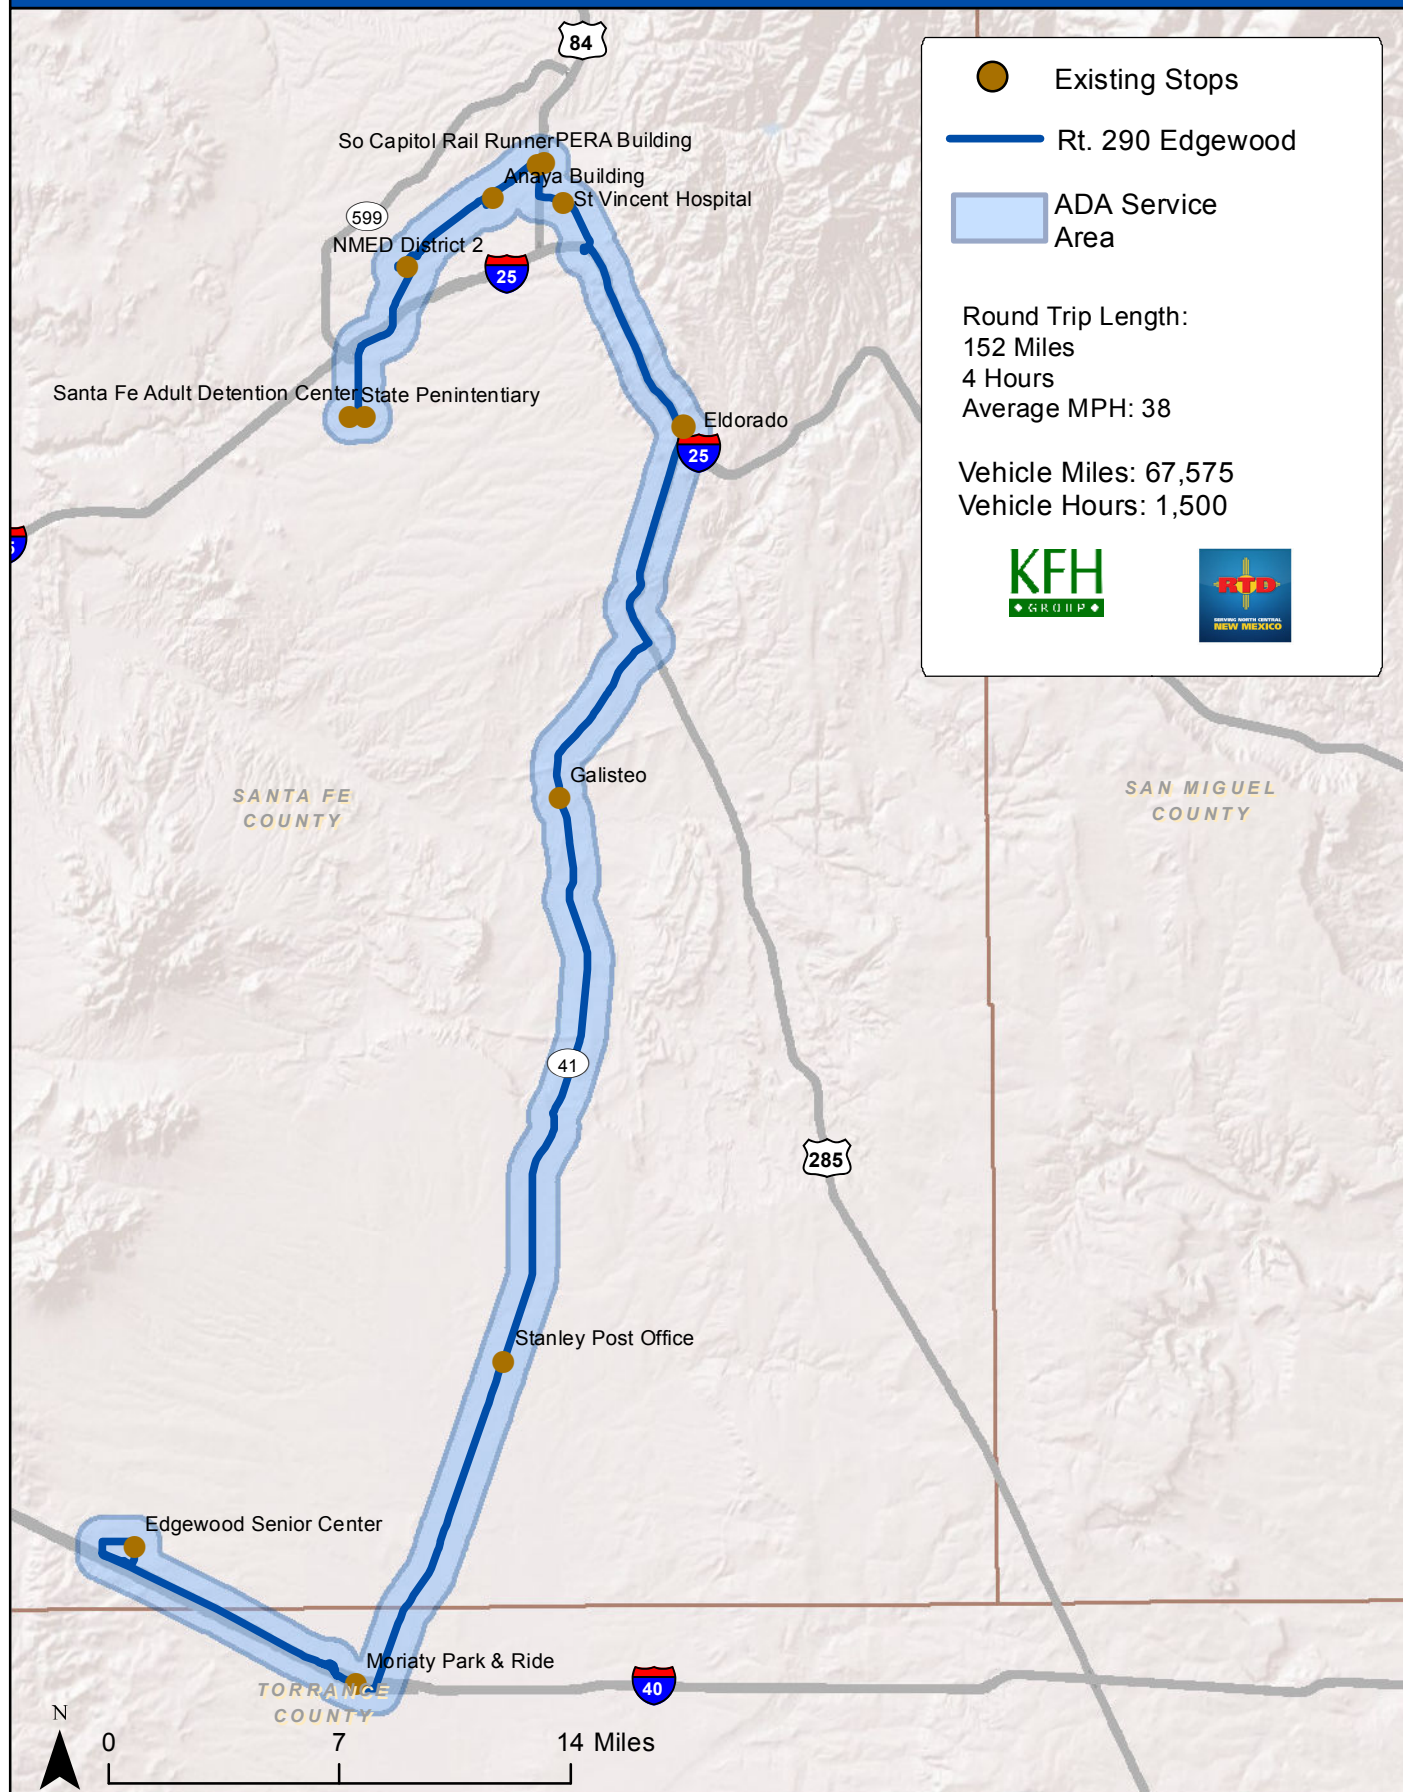 84
So Capitol Rail Runner
PERA Building
Anaya Building
St Vincent Hospital
599
NMED District 2
25
Santa Fe Adult Detention Center
State Penintentiary
Eldorado
25
5
Galisteo
SANTA FE
COUNTY
SAN MIGUEL
COUNTY
41
285
Stanley Post Office
Edgewood Senior Center
Moriaty Park & Ride
TORRANCE
COUNTY
40
N
0
7
14 Miles
Existing Stops
Rt. 290 Edgewood
ADA Service
Area
Round Trip Length:
152 Miles
4 Hours
Average MPH: 38
Vehicle Miles: 67,575
Vehicle Hours: 1,500
KFH
GROUP
RTD
SERVING NORTH CENTRAL
NEW MEXICO